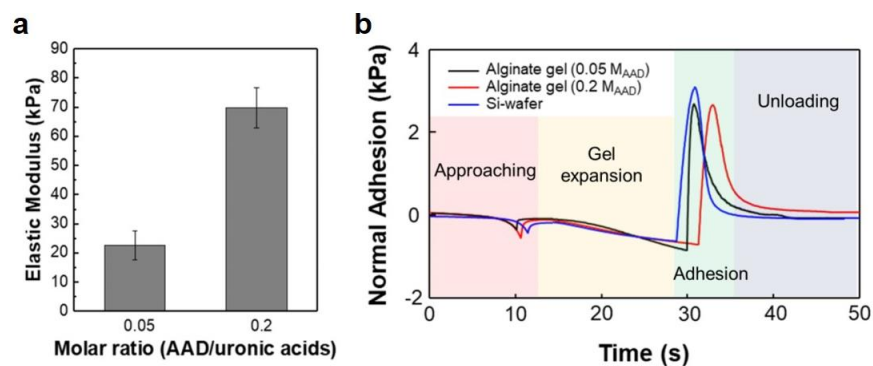 a
Elastic Modulus (kPa)
90
80
70
60
50
40
30
20
10
0
0.05 0.2
Molar ratio (AAD/uronic acids)
b
Normal Adhesion (kPa)
4
2
0
-2
Alginate gel (0.05 M_AAD)
Alginate gel (0.2 M_AAD)
Si-wafer
Approaching
Gel
expansion
Adhesion
Unloading
0 10 20 30 40 50
Time (s)